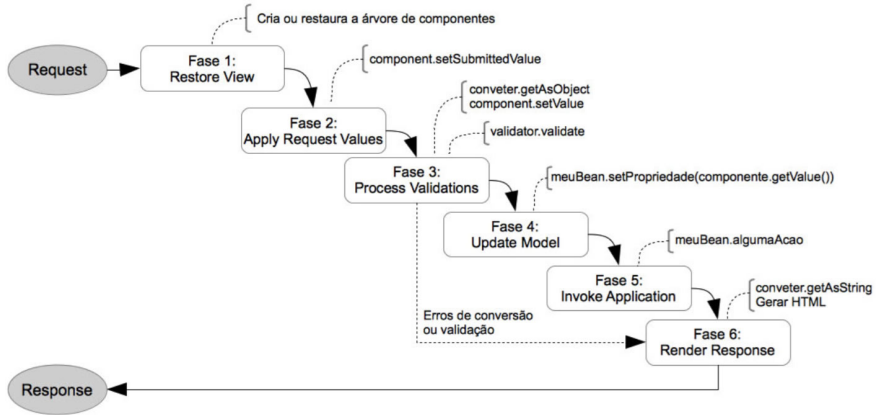 Cria ou restaura a árvore de componentes
Request
Fase 1:
Restore View
component.setSubmittedValue
Fase 2:
Apply Request Values
conveter.getAsObject
component.setValue
validator.validate
Fase 3:
Process Validations
meuBean.setPropriedade(componente.getValue())
Fase 4:
Update Model
meuBean.algumaAcao
Fase 5:
Invoke Application
conveter.getAsString
Gerar HTML
Erros de conversão
ou validação
Fase 6:
Render Response
Response